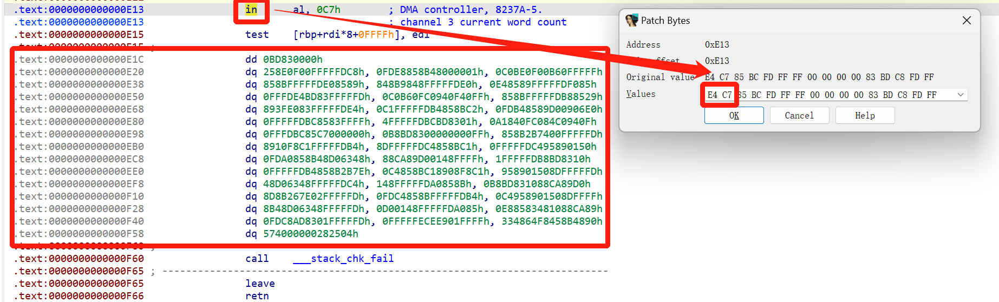 .text:0000000000000E13 in al, 0C7h ; DMA controller, 8237A-5.
.text:0000000000000E13 ; channel 3 current word count
.text:0000000000000E15 test [rbp+rdi*8+0FFFFh], edi
.text:0000000000000E1C dd 0BD830000h
.text:0000000000000E20 dq 258E0F00FFFFFDC8h, 0FDE8858B48000001h, 0C0BE0F00B60FFFFFh
.text:0000000000000E38 dq 858BFFFFFDE08589h, 848B9848FFFFFDE0h, 0E48589FFFFFDF085h
.text:0000000000000E50 dq 0FFFDE4BD83FFFFFDh, 0C0B60FC0940F40FFh, 858BFFFFFDB88529h
.text:0000000000000E68 dq 893FE083FFFFFDE4h, 0C1FFFFFDB4858BC2h, 0FDB48589D00906E0h
.text:0000000000000E80 dq 0FFFFFDBC8583FFFFh, 4FFFFFDBCBD8301h, 0A1840FC084C0940Fh
.text:0000000000000E98 dq 0FFFDBC85C7000000h, 0B8BD8300000000FFh, 858B2B7400FFFFFDh
.text:0000000000000EB0 dq 8910F8C1FFFFFDB4h, 8DFFFFFDC4858BC1h, 0FFFFFDC495890150h
.text:0000000000000EC8 dq 0FDA0858B48D06348h, 88CA89D00148FFFFh, 1FFFFFDB8BD8310h
.text:0000000000000EE0 dq 0FFFFFDB4858B2B7Eh, 0C4858BC18908F8C1h, 958901508DFFFFFDh
.text:0000000000000EF8 dq 48D06348FFFFFDC4h, 148FFFFFDA0858Bh, 0B8BD831088CA89D0h
.text:0000000000000F10 dq 8D8B267E02FFFFFDh, 0FDC4858BFFFFFDB4h, 0C4958901508DFFFFh
.text:0000000000000F28 dq 8B48D06348FFFFFDh, 0D00148FFFFFDA085h, 0E88583481088CA89h
.text:0000000000000F40 dq 0FDC8AD8301FFFFFDh, 0FFFFFECEE901FFFFh, 334864F8458B4890h
.text:0000000000000F58 dq 574000000282504h
.text:0000000000000F60 call ___stack_chk_fail
.text:0000000000000F65 ; ---------------------------------------------------------------------------
.text:0000000000000F65 leave
.text:0000000000000F66 retn
Patch Bytes
Address 0xE13
0xE13
Original value E4 C7 85 BC FD FF FF 00 00 00 00 83 BD C8 FD FF
Values E4 C7 85 BC FD FF FF 00 00 00 00 83 BD C8 FD FF
OK Cancel Help